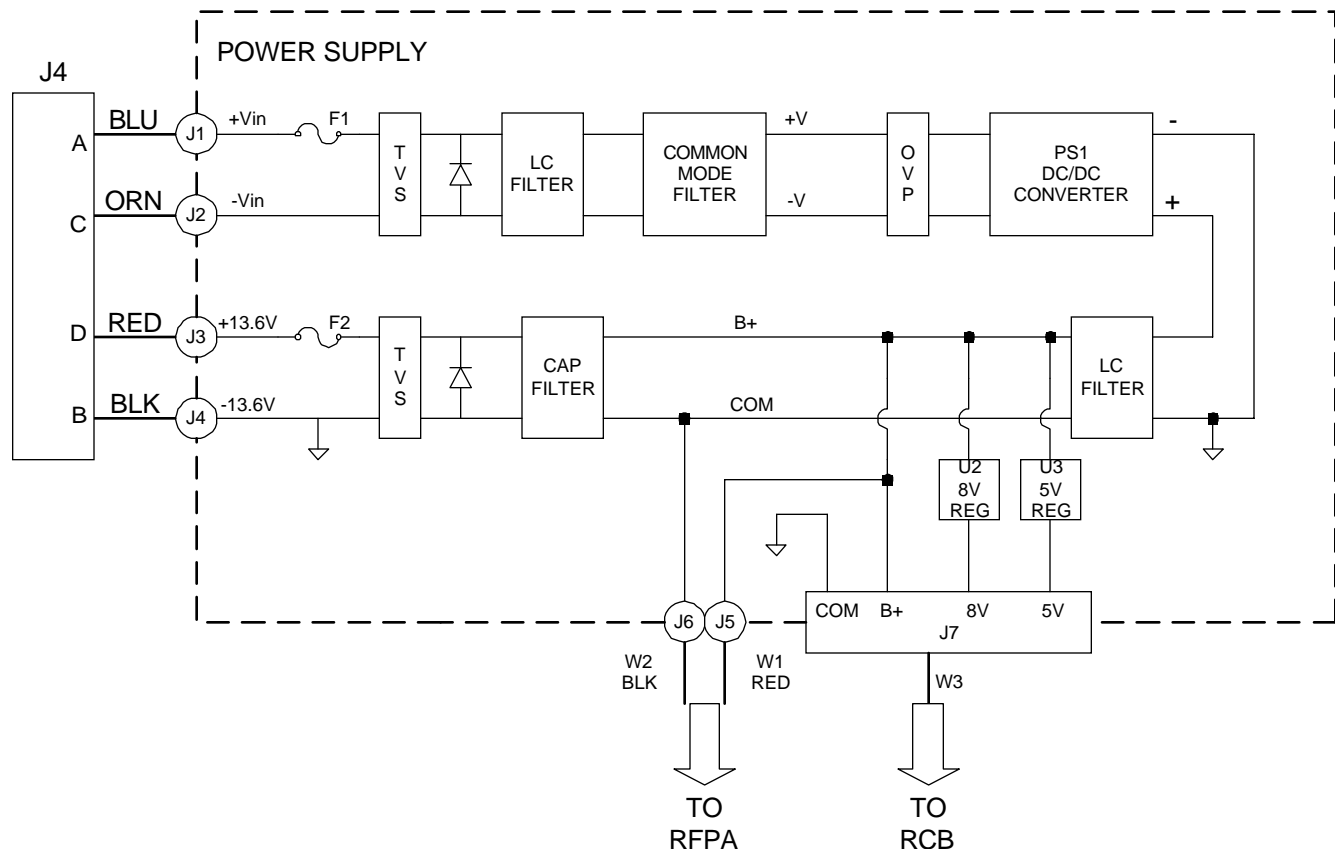 POWER SUPPLY
J4
A
BLU
J1
+Vin
F1
T
V
S
LC
FILTER
COMMON
MODE
FILTER
+V
-V
O
V
P
PS1
DC/DC
CONVERTER
-
+
C
ORN
J2
-Vin
D
RED
J3
+13.6V
F2
T
V
S
CAP
FILTER
B+
COM
LC
FILTER
B
BLK
J4
-13.6V
U2
8V
REG
U3
5V
REG
COM
B+
8V
5V
J7
J6
J5
W2
BLK
W1
RED
W3
TO
RFPA
TO
RCB